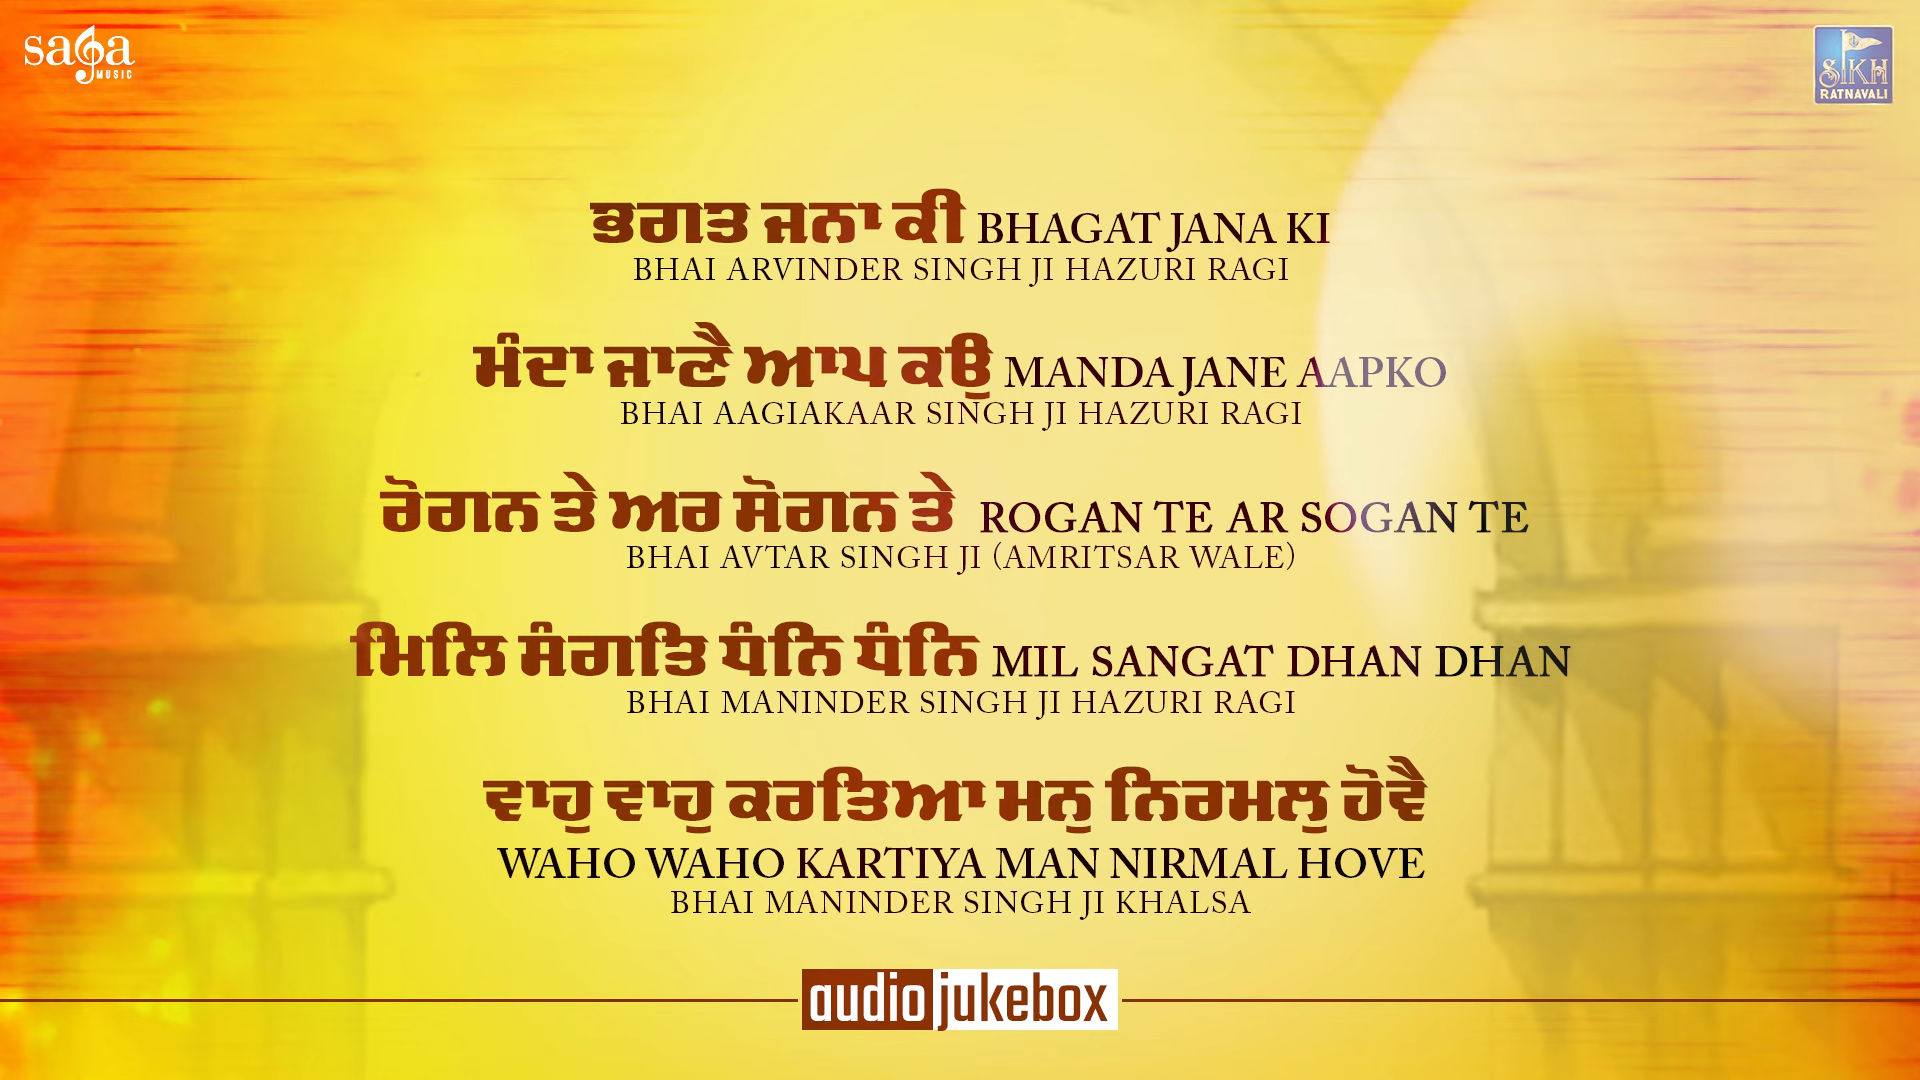 saga
MUSIC
SIKH
RATNAVALI
ਭਗਤ ਜਨਾ ਕੀ BHAGAT JANA KI
BHAI ARVINDER SINGH JI HAZURI RAGI
ਮੰਦਾ ਜਾਣੈ ਆਪ ਕਉ MANDA JANE AAPKO
BHAI AAGIAKAAR SINGH JI HAZURI RAGI
ਰੋਗਨ ਤੇ ਅਰ ਸੋਗਨ ਤੇ ROGAN TE AR SOGAN TE
BHAI AVTAR SINGH JI (AMRITSAR WALE)
ਮਿਲਿ ਸੰਗਤਿ ਧੰਨਿ ਧੰਨਿ MIL SANGAT DHAN DHAN
BHAI MANINDER SINGH JI HAZURI RAGI
ਵਾਹੁ ਵਾਹੁ ਕਰਤਿਆ ਮਨੁ ਨਿਰਮਲੁ ਹੋਵੈ
WAHO WAHO KARTIYA MAN NIRMAL HOVE
BHAI MANINDER SINGH JI KHALSA
audio jukebox